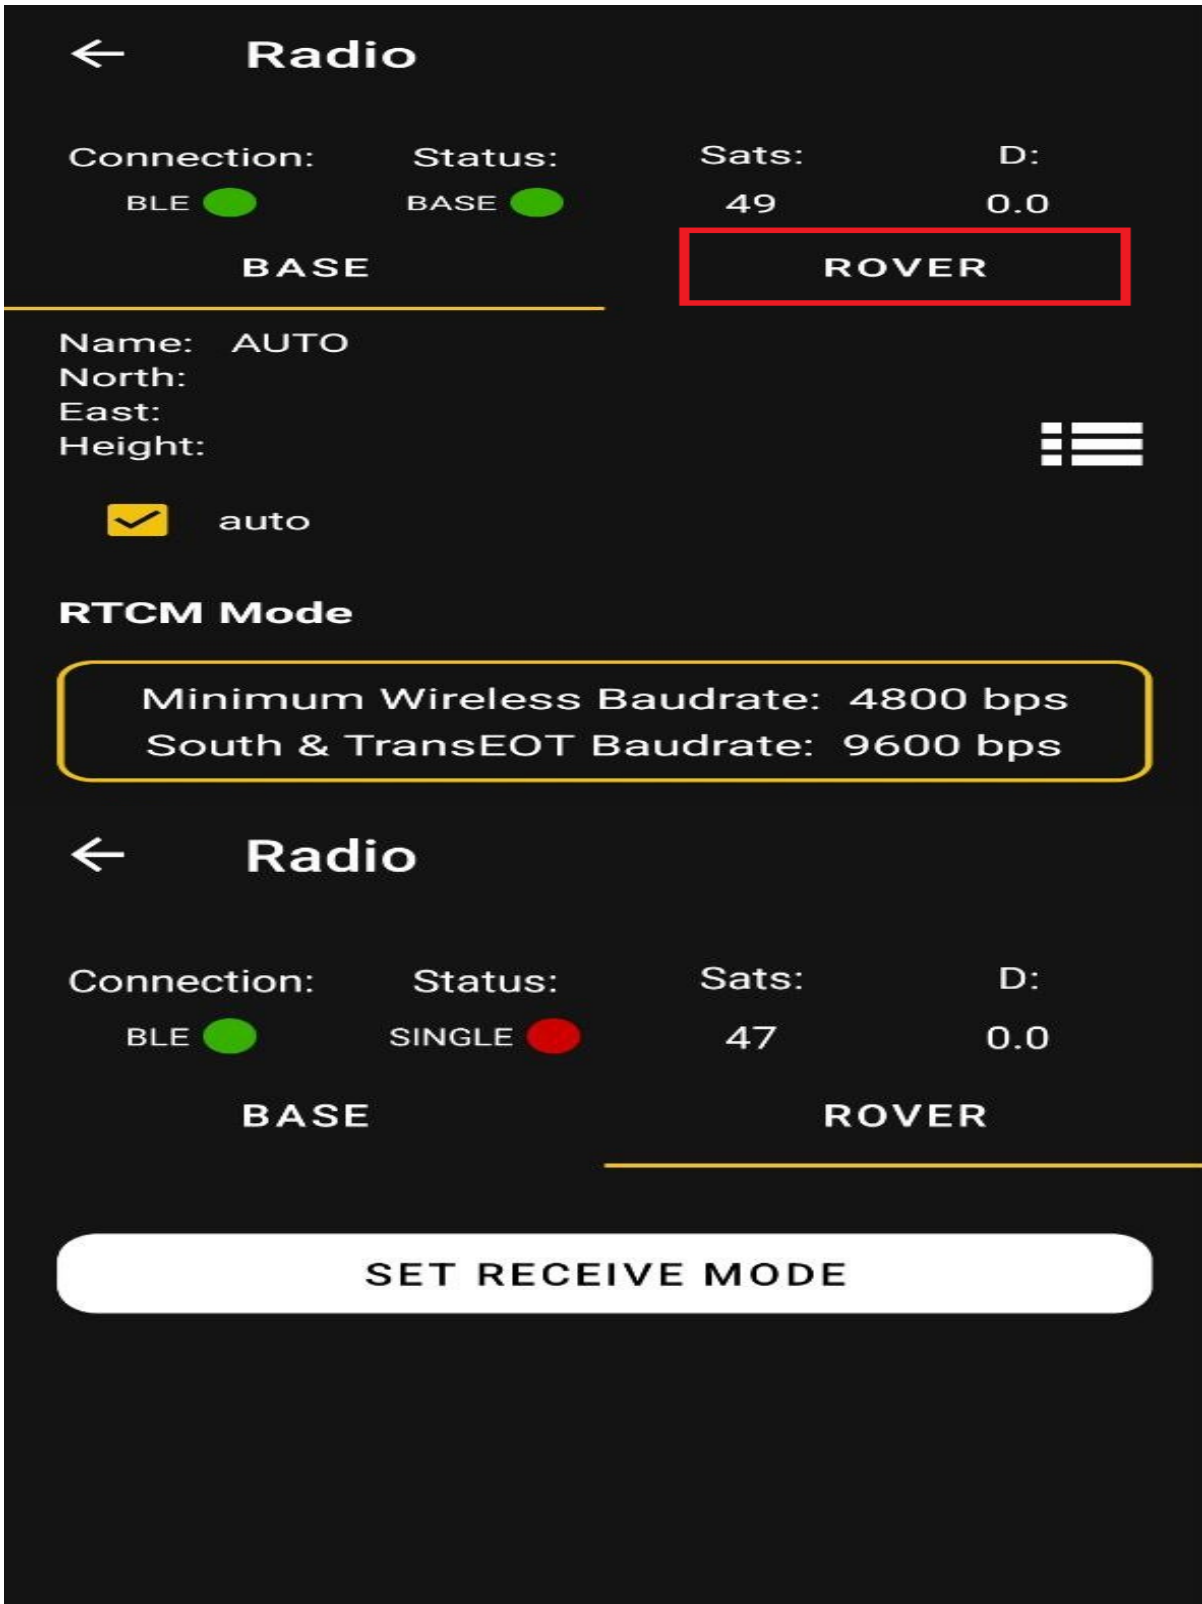 Radio
Connection: Status: Sats: D:
BLE BASE 49 0.0
BASE ROVER
Name: AUTO
North:
East:
Height:
auto
RTCM Mode
Minimum Wireless Baudrate: 4800 bps
South & TransEOT Baudrate: 9600 bps
Radio
Connection: Status: Sats: D:
BLE SINGLE 47 0.0
BASE ROVER
SET RECEIVE MODE